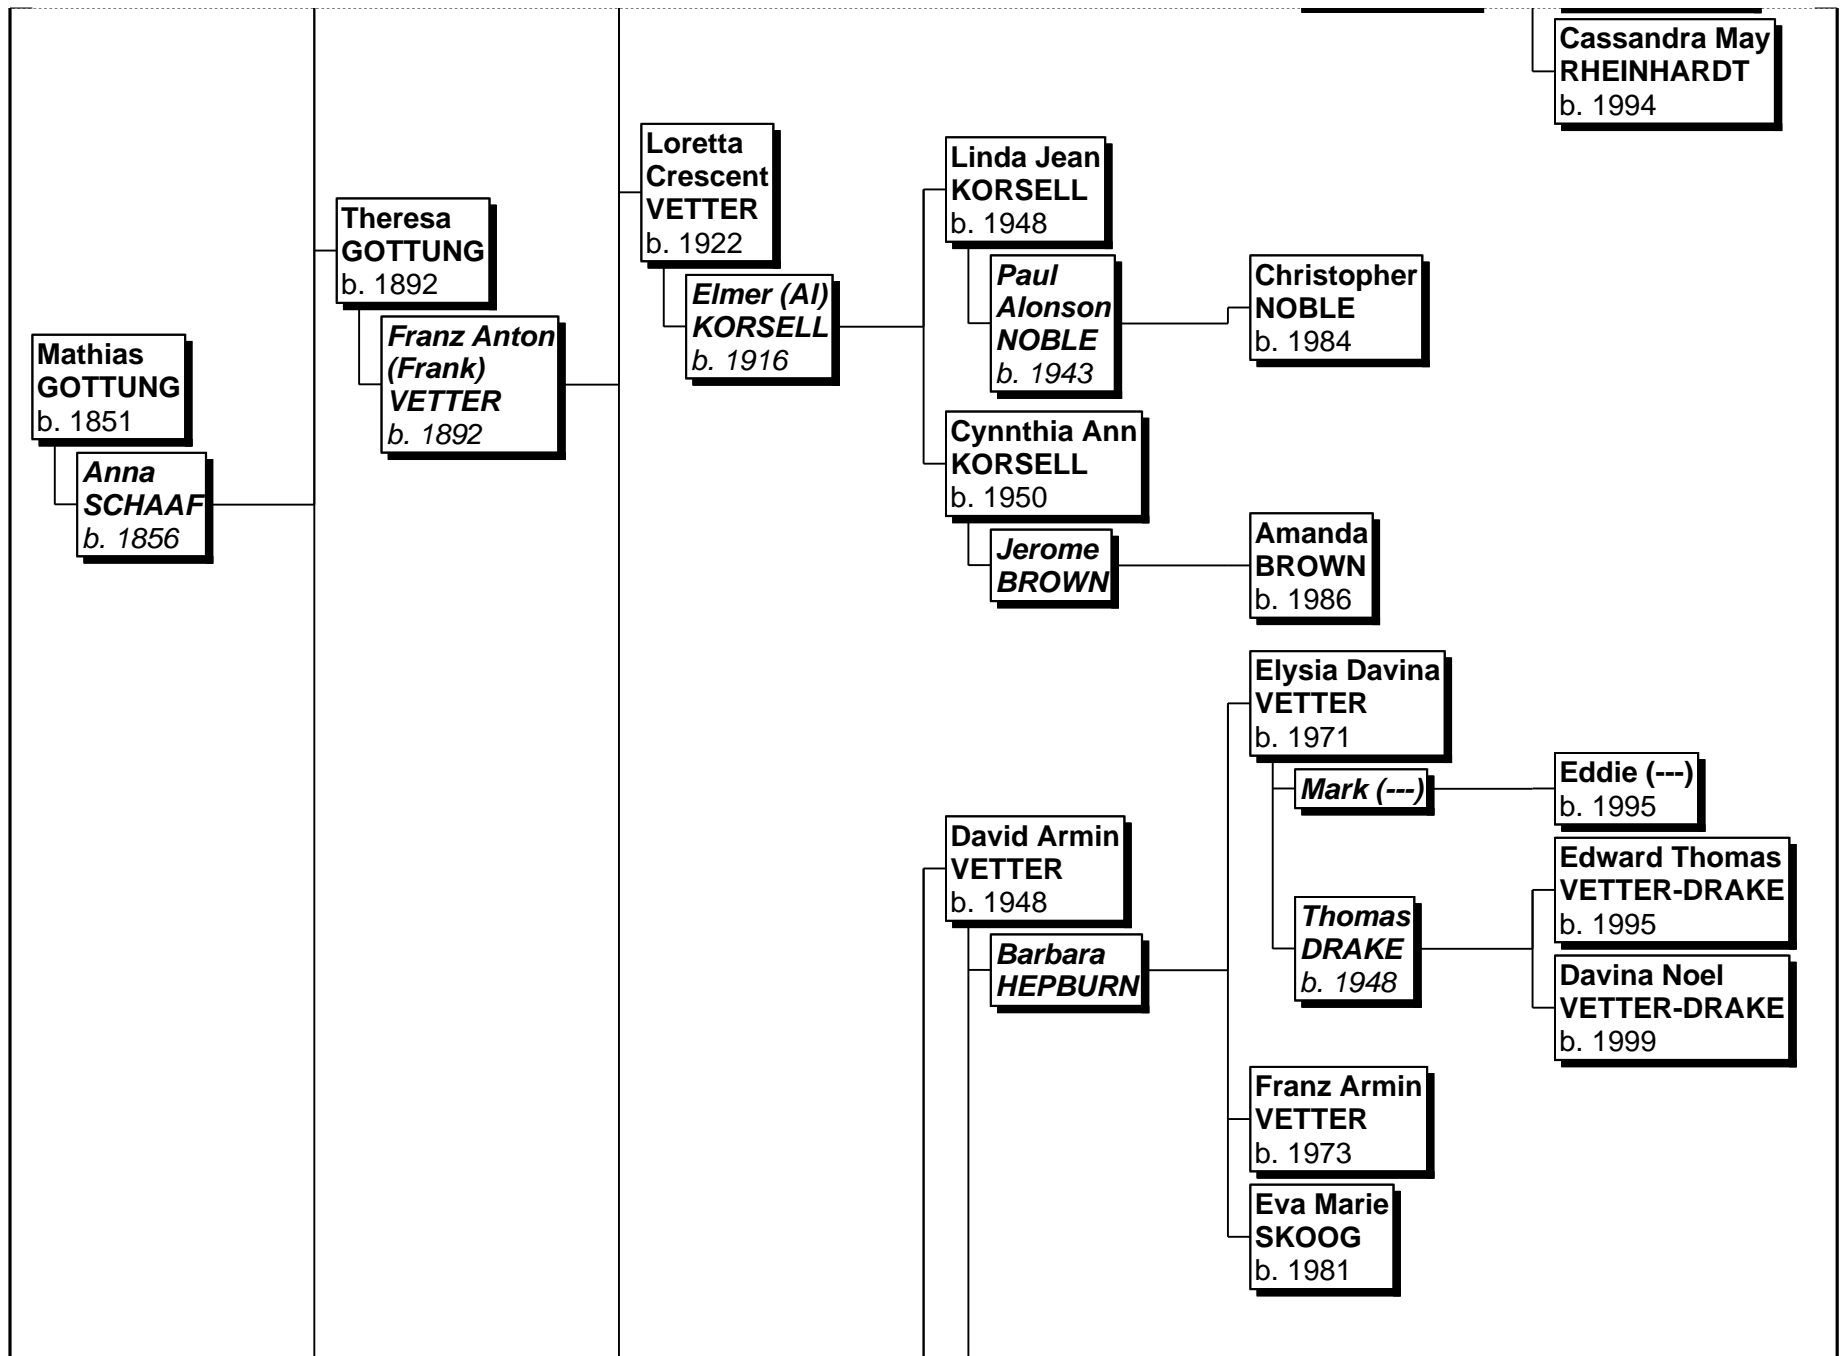 Cassandra May
RHEINHARDT
b. 1994
Loretta
Crescent
VETTER
b. 1922
Linda Jean
KORSELL
b. 1948
Theresa
GOTTUNG
b. 1892
Paul
Alonson
NOBLE
b. 1943
Christopher
NOBLE
b. 1984
Elmer (Al)
KORSELL
b. 1916
Franz Anton
(Frank)
VETTER
b. 1892
Mathias
GOTTUNG
b. 1851
Anna
SCHAAF
b. 1856
Cynnthia Ann
KORSELL
b. 1950
Jerome
BROWN
Amanda
BROWN
b. 1986
Elysia Davina
VETTER
b. 1971
Mark (---)
Eddie (---)
b. 1995
David Armin
VETTER
b. 1948
Edward Thomas
VETTER-DRAKE
b. 1995
Thomas
DRAKE
b. 1948
Barbara
HEPBURN
Davina Noel
VETTER-DRAKE
b. 1999
Franz Armin
VETTER
b. 1973
Eva Marie
SKOOG
b. 1981